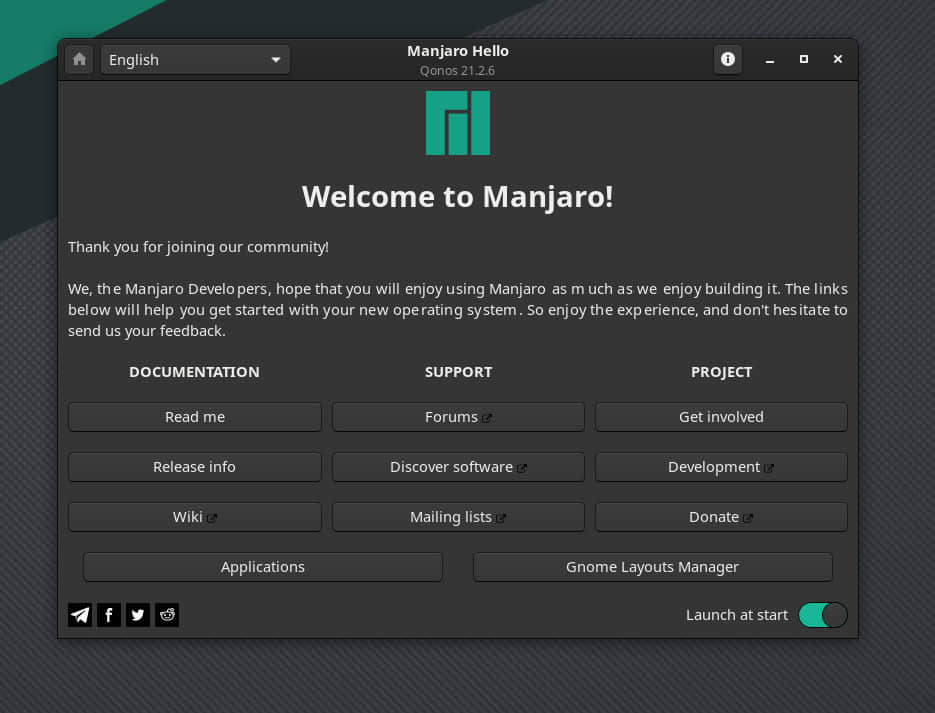 English
Manjaro Hello
Qonos 21.2.6
Welcome to Manjaro!
Thank you for joining our community!
We, the Manjaro Developers, hope that you will enjoy using Manjaro as much as we enjoy building it. The links
below will help you get started with your new operating system. So enjoy the experience, and don't hesitate to
send us your feedback.
DOCUMENTATION SUPPORT PROJECT
Read me Forums Get involved
Release info Discover software Development
Wiki Mailing lists Donate
Applications Gnome Layouts Manager
Launch at start